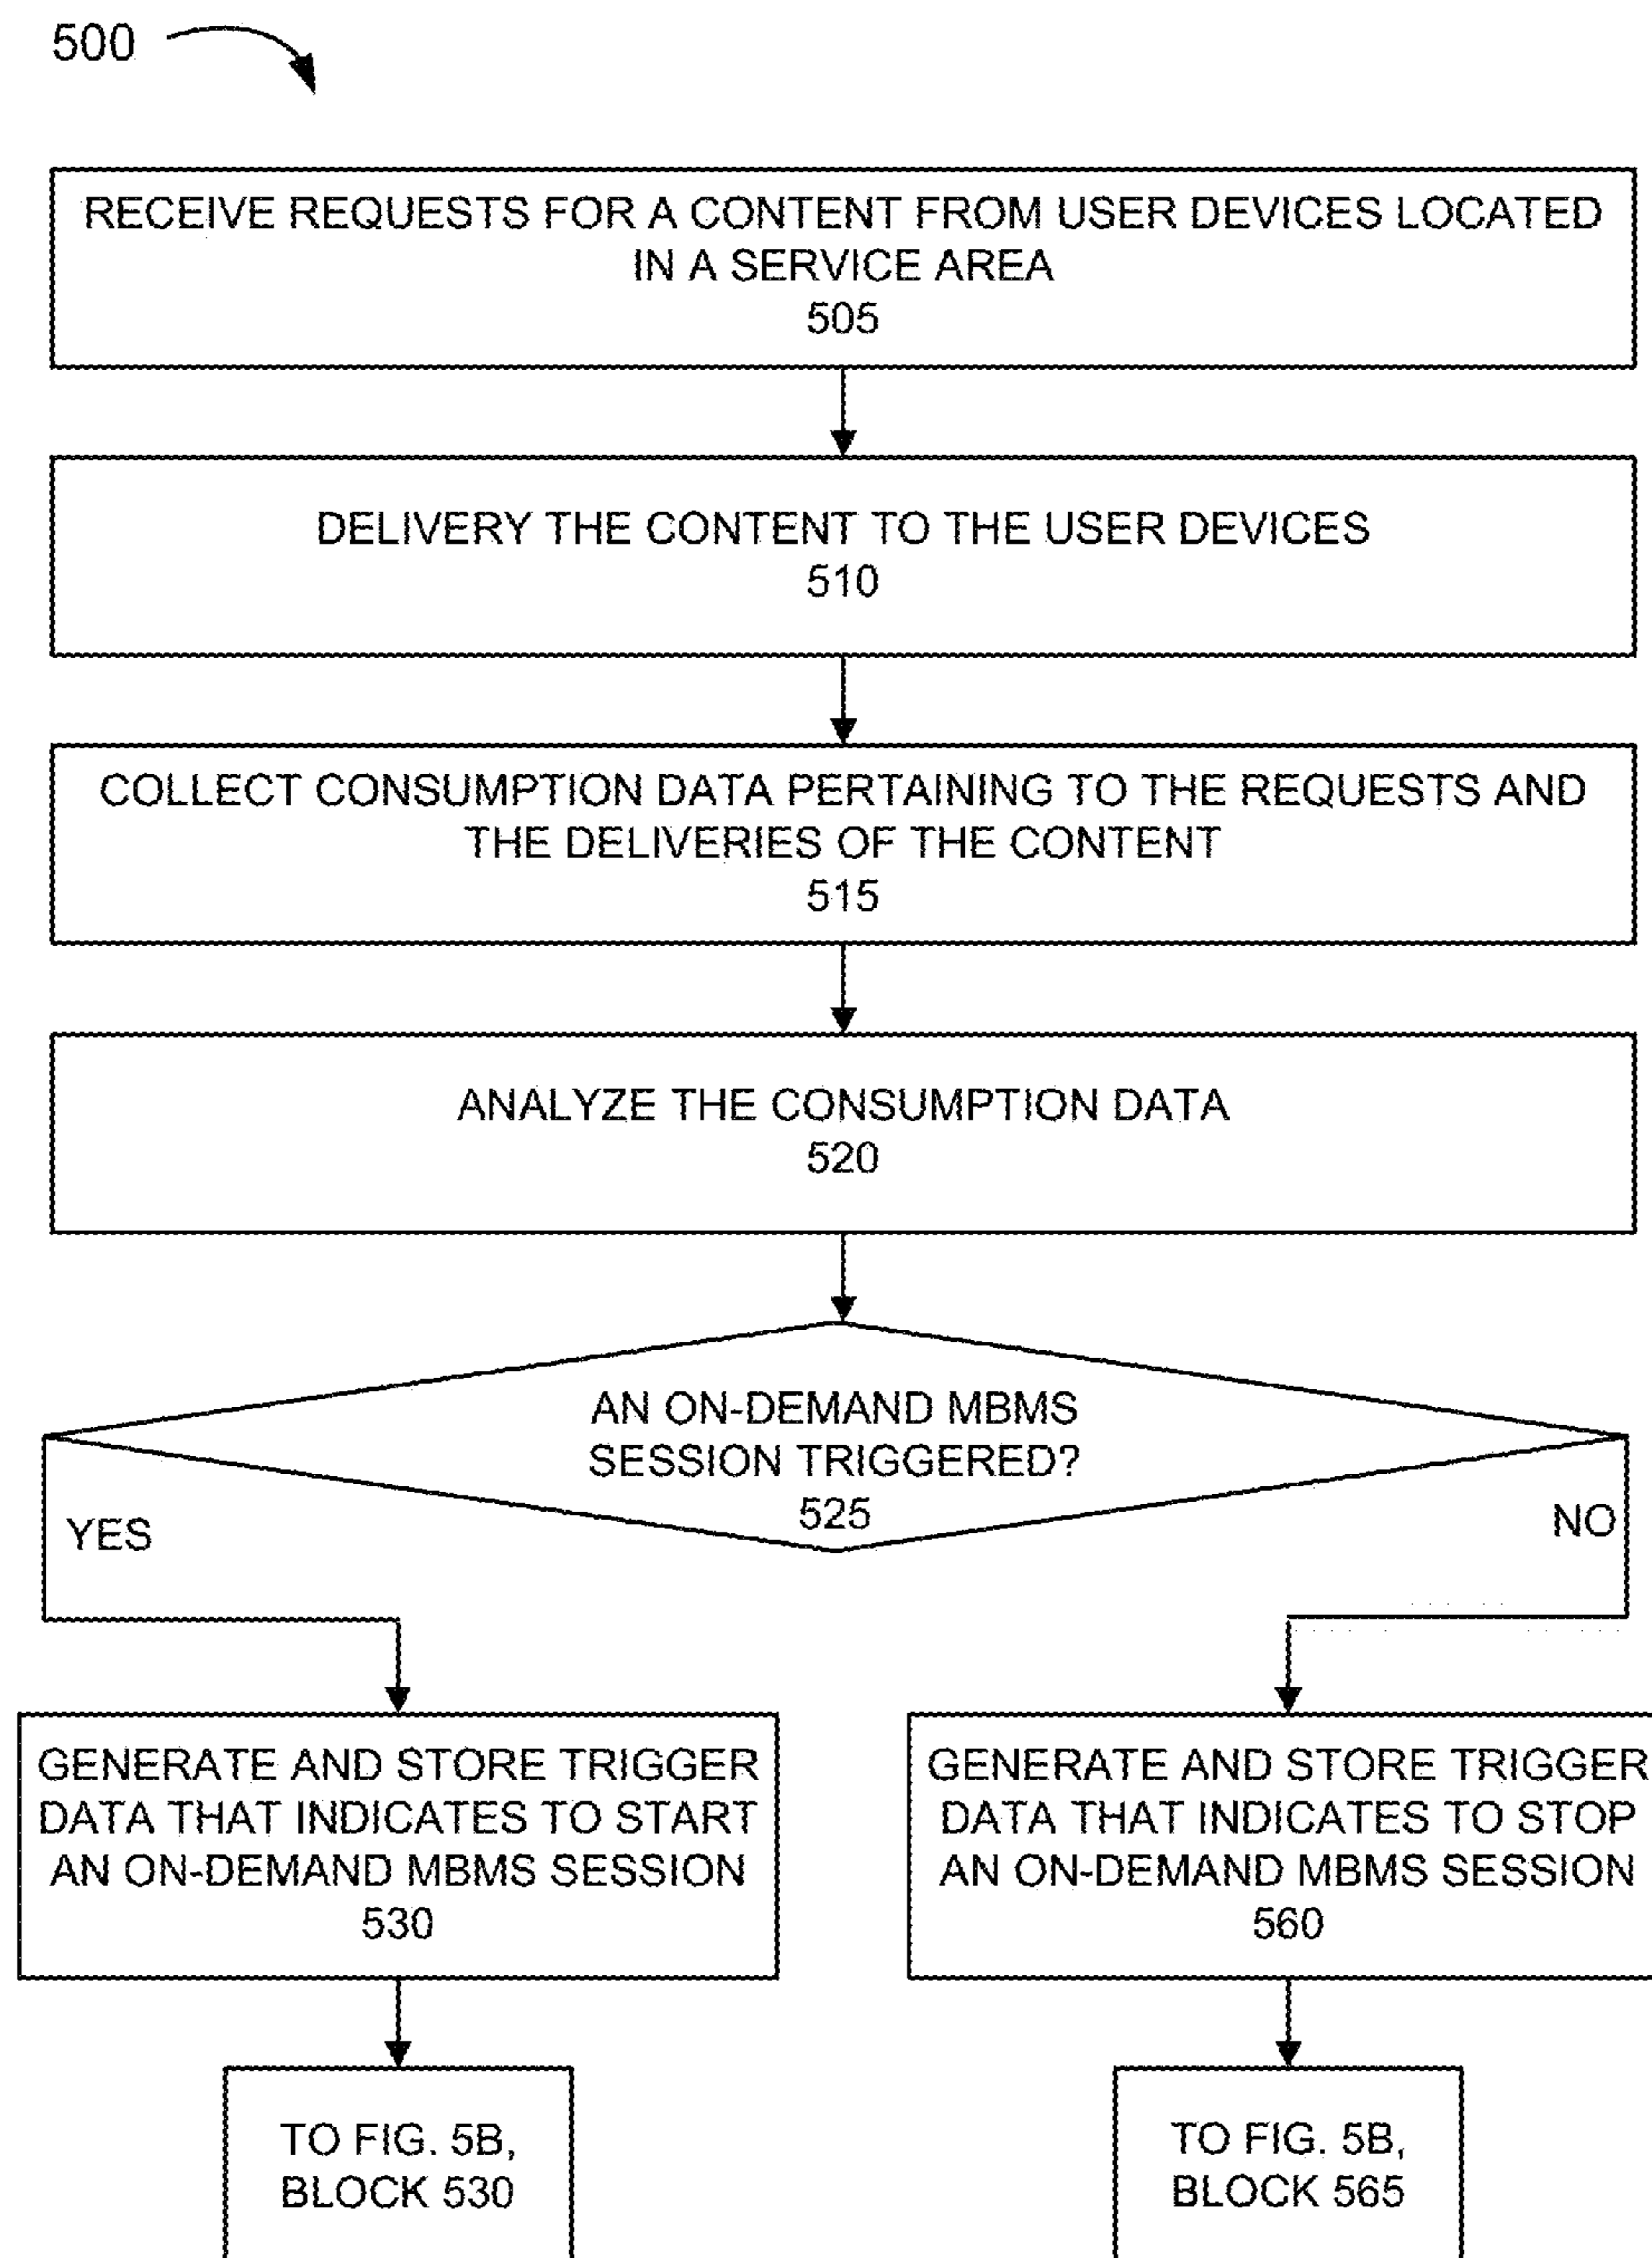 500
RECEIVE REQUESTS FOR A CONTENT FROM USER DEVICES LOCATED
IN A SERVICE AREA
505
DELIVERY THE CONTENT TO THE USER DEVICES
510
COLLECT CONSUMPTION DATA PERTAINING TO THE REQUESTS AND
THE DELIVERIES OF THE CONTENT
515
ANALYZE THE CONSUMPTION DATA
520
AN ON-DEMAND MBMS
SESSION TRIGGERED?
525
YES
NO
GENERATE AND STORE TRIGGER
DATA THAT INDICATES TO START
AN ON-DEMAND MBMS SESSION
530
GENERATE AND STORE TRIGGER
DATA THAT INDICATES TO STOP
AN ON-DEMAND MBMS SESSION
560
TO FIG. 5B,
BLOCK 530
TO FIG. 5B,
BLOCK 565